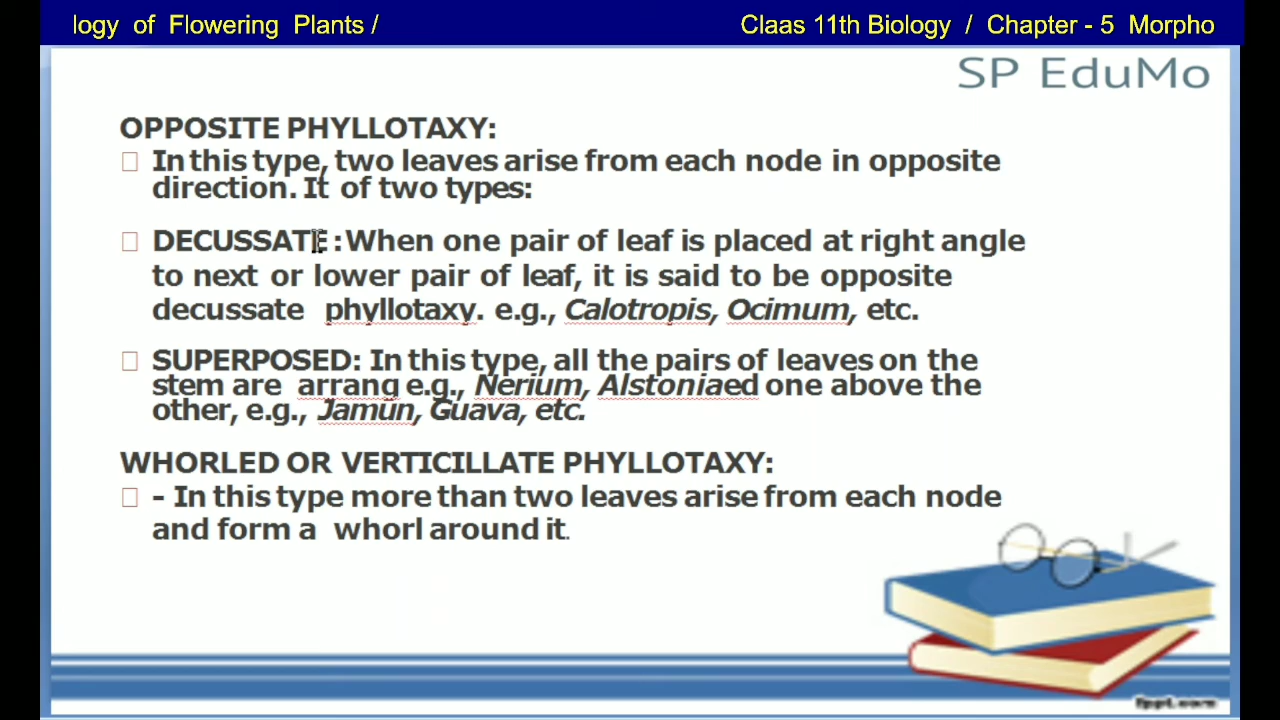 logy of Flowering Plants / Claas 11th Biology / Chapter - 5 Morpho
SP EduMo
OPPOSITE PHYLLOTAXY:
In this type, two leaves arise from each node in opposite
direction. It of two types:
DECUSSATE : When one pair of leaf is placed at right angle
to next or lower pair of leaf, it is said to be opposite
decussate phyllotaxy. e.g., Calotropis, Ocimum, etc.
SUPERPOSED: In this type, all the pairs of leaves on the
stem are arrang e.g., Nerium, Alstoniaed one above the
other, e.g., Jamun, Guava, etc.
WHORLED OR VERTICILLATE PHYLLOTAXY:
- In this type more than two leaves arise from each node
and form a whorl around it.
fppt.com